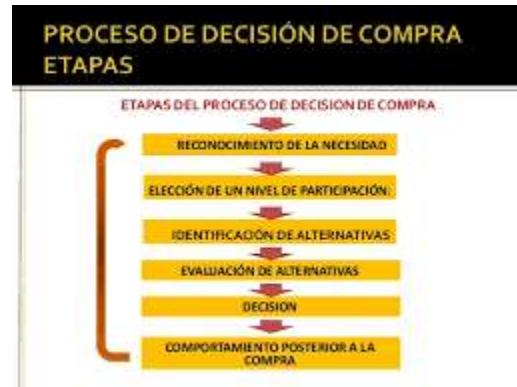 PROCESO DE DECISIÓN DE COMPRA
ETAPAS
ETAPAS DEL PROCESO DE DECISION DE COMPRA
RECONOCIMIENTO DE LA NECESIDAD
ELECCIÓN DE UN NIVEL DE PARTICIPACIÓN:
IDENTIFICACIÓN DE ALTERNATIVAS
EVALUACIÓN DE ALTERNATIVAS
DECISION
COMPORTAMIENTO POSTERIOR A LA
COMPRA